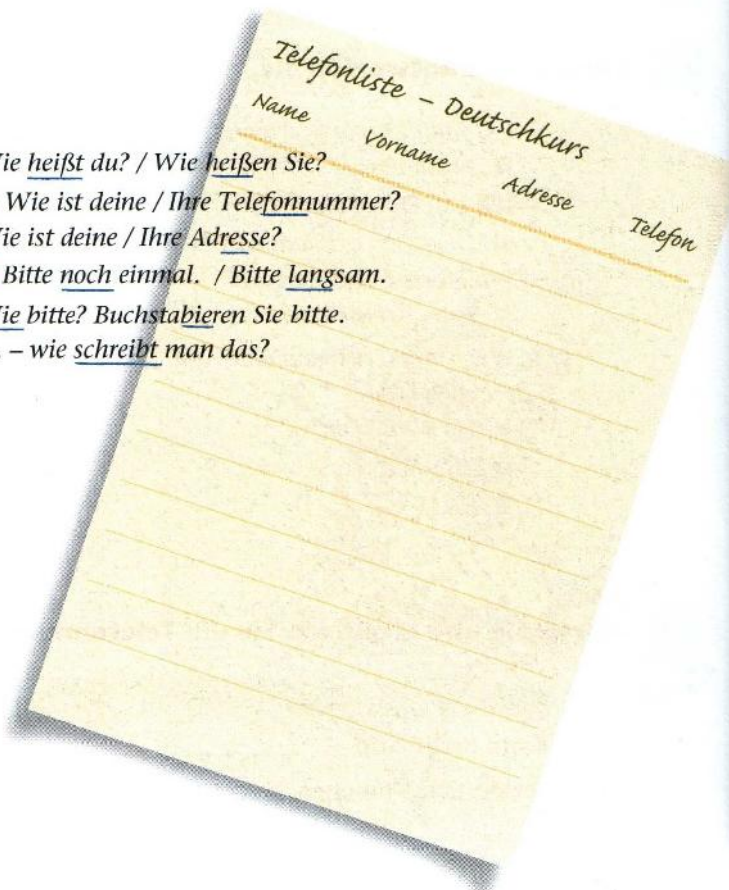 Telefonliste – Deutschkurs
Name Vorname Adresse Telefon
Wie heißt du? / Wie heißen Sie?
Wie ist deine / Ihre Telefonnummer?
Wie ist deine / Ihre Adresse?
Bitte noch einmal. / Bitte langsam.
Wie bitte? Buchstabieren Sie bitte.
. – wie schreibt man das?